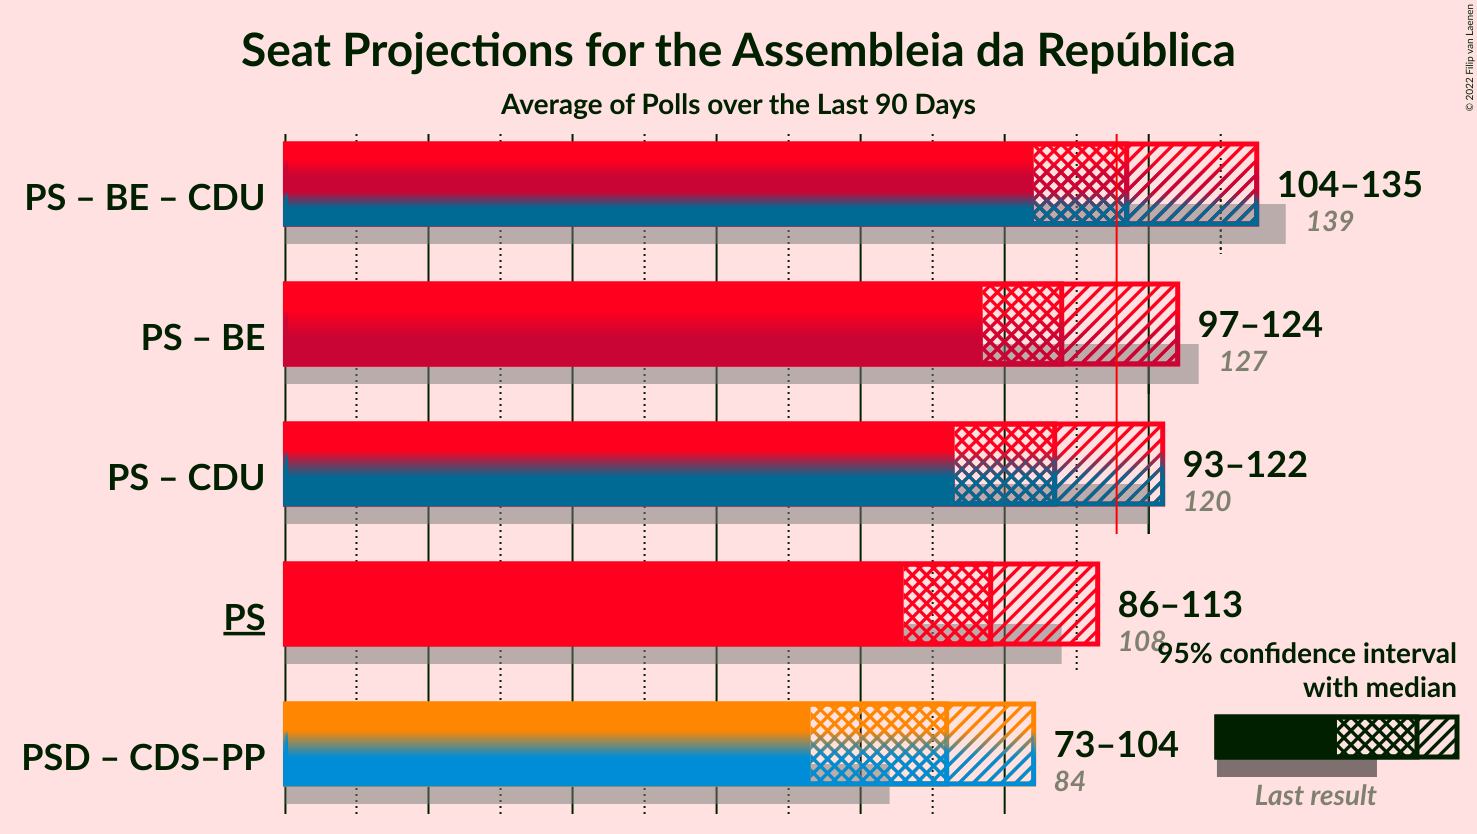 Seat Projections for the Assembleia da República
Average of Polls over the Last 90 Days
© 2022 Filip van Laenen
PS – BE – CDU
104–135
139
PS – BE
97–124
127
PS – CDU
93–122
120
PS
86–113
108
PSD – CDS–PP
73–104
84
95% confidence interval
with median
Last result